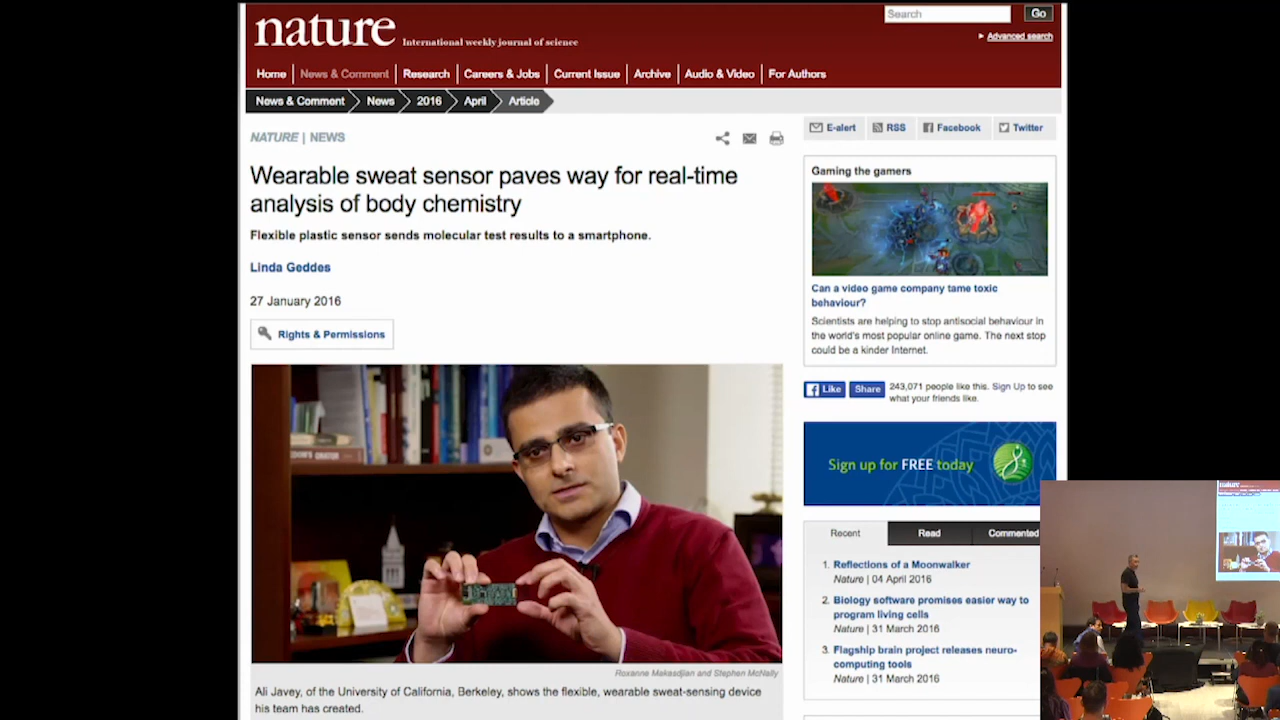 nature International weekly journal of science
Search Go
Advanced search
Home News & Comment Research Careers & Jobs Current Issue Archive Audio & Video For Authors
News & Comment News 2016 April Article
NATURE | NEWS
Wearable sweat sensor paves way for real-time
analysis of body chemistry
Flexible plastic sensor sends molecular test results to a smartphone.
Linda Geddes
27 January 2016
Rights & Permissions
Roxanne Makasdjian and Stephen McNally
Ali Javey, of the University of California, Berkeley, shows the flexible, wearable sweat-sensing device
his team has created.
E-alert RSS Facebook Twitter
Gaming the gamers
Can a video game company tame toxic
behaviour?
Scientists are helping to stop antisocial behaviour in
the world's most popular online game. The next stop
could be a kinder Internet.
Like Share 243,071 people like this. Sign Up to see
what your friends like.
Sign up for FREE today
Recent Read Commented
1. Reflections of a Moonwalker
Nature | 04 April 2016
2. Biology software promises easier way to
program living cells
Nature | 31 March 2016
3. Flagship brain project releases neuro-
computing tools
Nature | 31 March 2016
nature